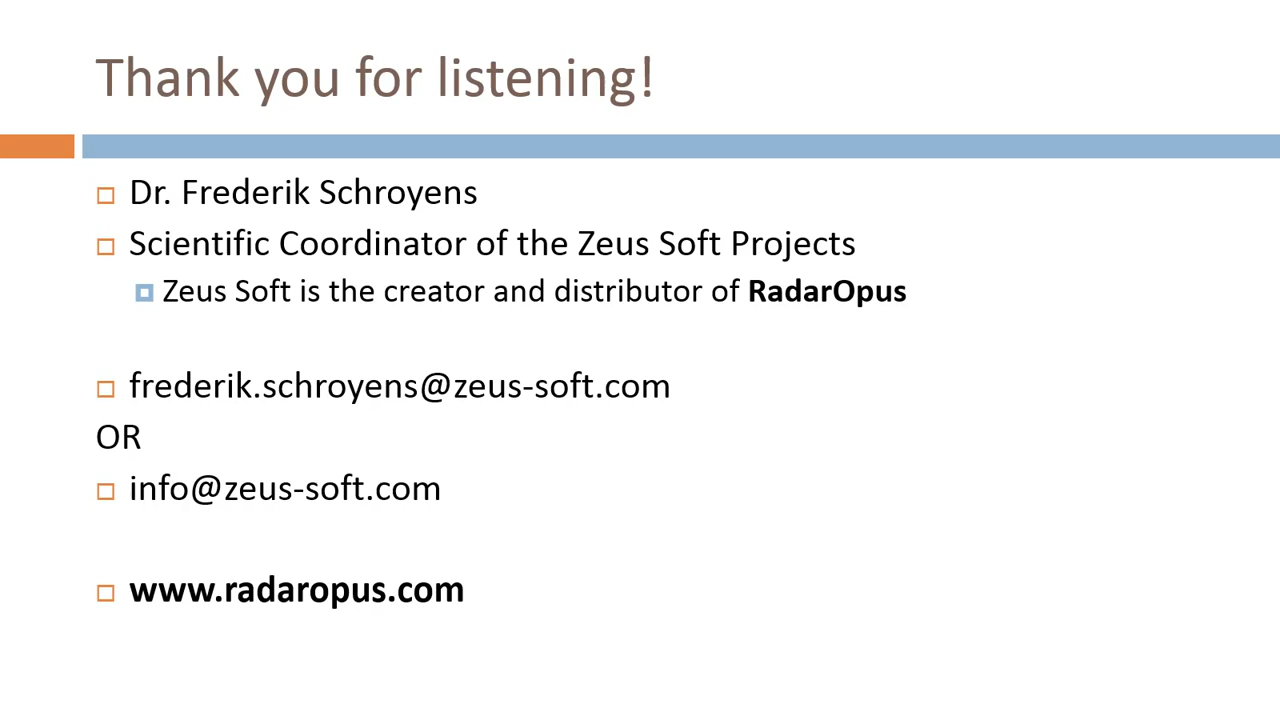 Thank you for listening!
Dr. Frederik Schroyens
Scientific Coordinator of the Zeus Soft Projects
Zeus Soft is the creator and distributor of RadarOpus
frederik.schroyens@zeus-soft.com
OR
info@zeus-soft.com
www.radaropus.com